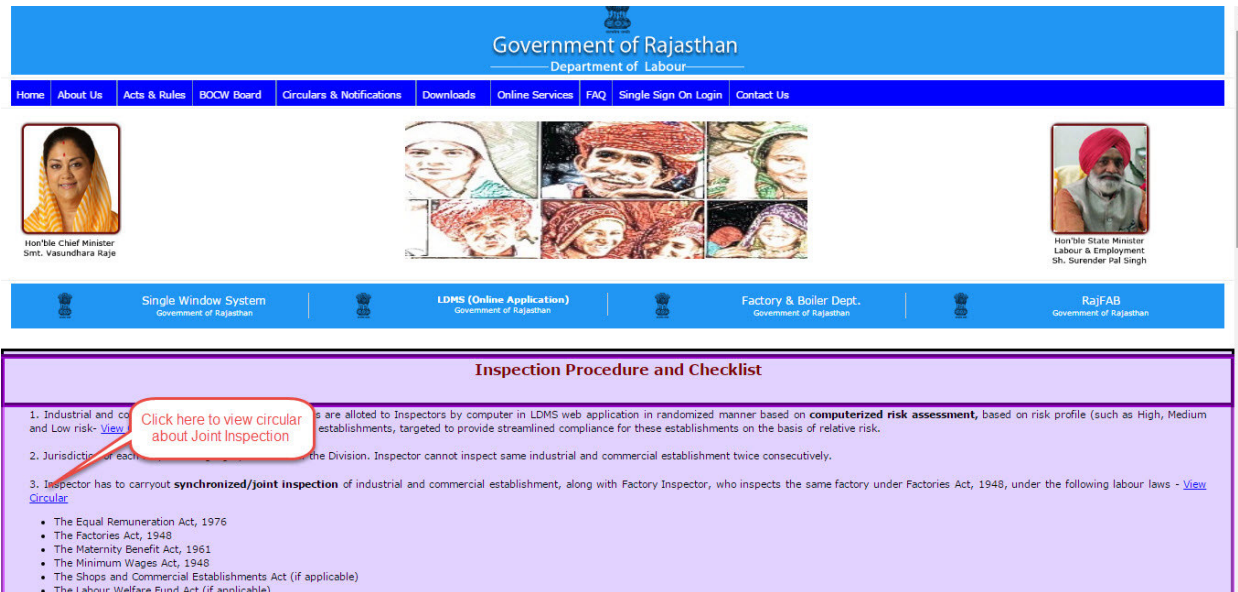 Government of Rajasthan
Department of Labour
Home About Us Acts & Rules BOCW Board Circulars & Notifications Downloads Online Services FAQ Single Sign On Login Contact Us
Hon'ble Chief Minister
Smt. Vasundhara Raje
Hon'ble State Minister
Labour & Employment
Sh. Surender Pal Singh
Single Window System
Government of Rajasthan
LDMS (Online Application)
Government of Rajasthan
Factory & Boiler Dept.
Government of Rajasthan
RajFAB
Government of Rajasthan
Inspection Procedure and Checklist
Click here to view circular
about Joint Inspection
1. Industrial and are alloted to Inspectors by computer in LDMS web application in randomized manner based on computerized risk assessment, based on risk profile (such as High, Medium
and Low risk- establishments, targeted to provide streamlined compliance for these establishments on the basis of relative risk.
2. Jurisdiction each the Division. Inspector cannot inspect same industrial and commercial establishment twice consecutively.
3. Inspector has to carryout synchronized/joint inspection of industrial and commercial establishment, along with Factory Inspector, who inspects the same factory under Factories Act, 1948, under the following labour laws - View
Circular
• The Equal Remuneration Act, 1976
• The Factories Act, 1948
• The Maternity Benefit Act, 1961
• The Minimum Wages Act, 1948
• The Shops and Commercial Establishments Act (if applicable)
• The Labour Welfare Fund Act (if applicable)